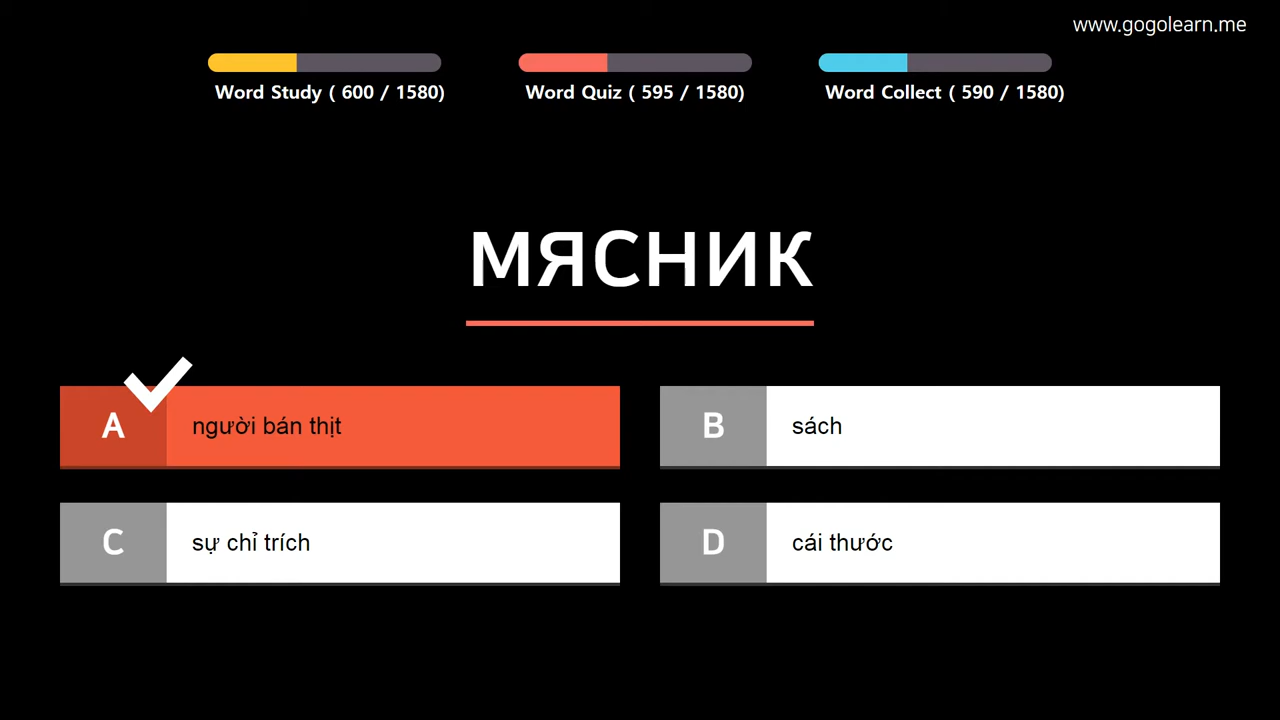 www.gogolearn.me
Word Study ( 600 / 1580)
Word Quiz ( 595 / 1580)
Word Collect ( 590 / 1580)
МЯСНИК
A
người bán thịt
B
sách
C
sự chỉ trích
D
cái thước